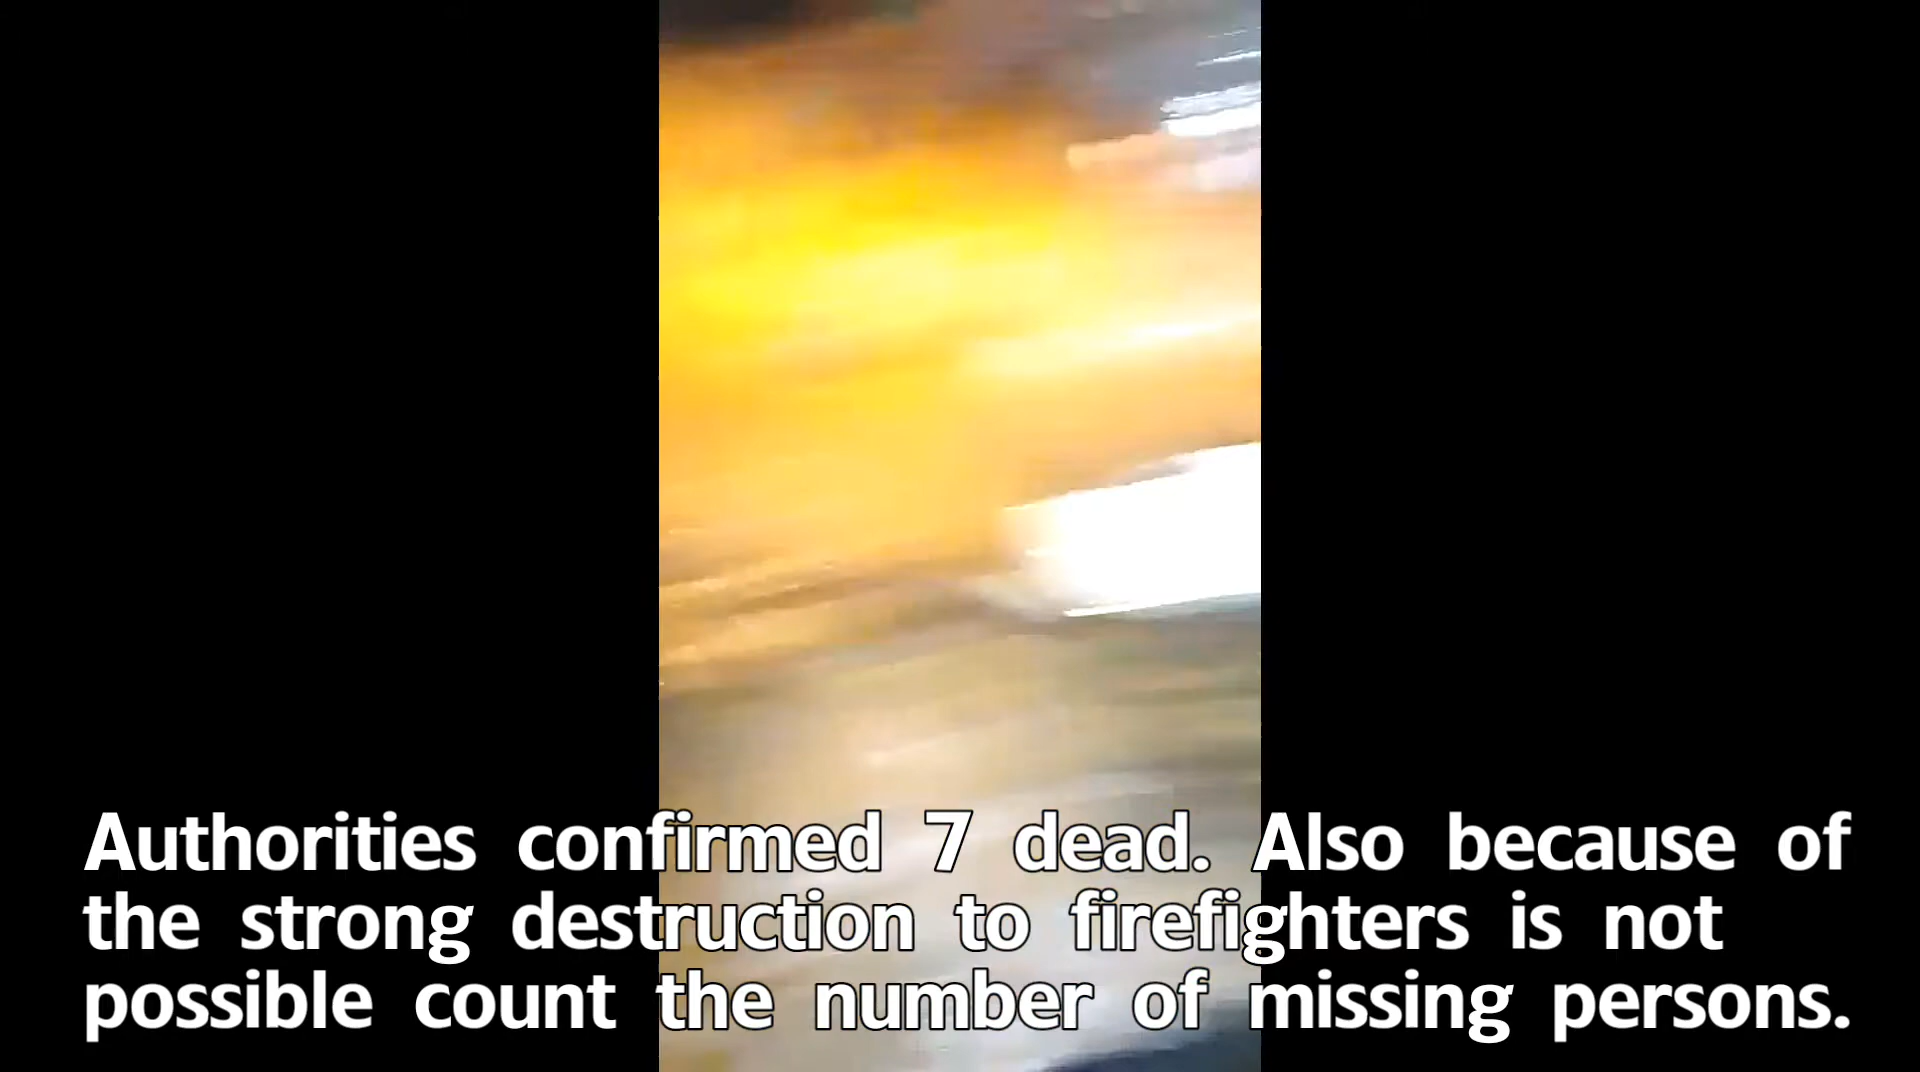 Authorities confirmed 7 dead. Also because of
the strong destruction to firefighters is not
possible count the number of missing persons.